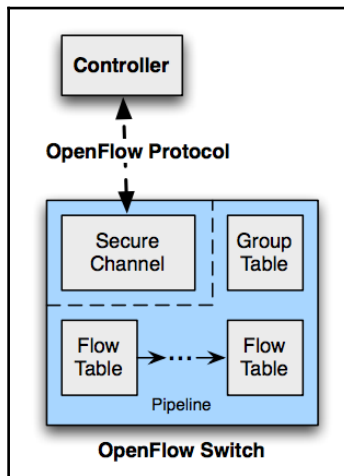 Controller
OpenFlow Protocol
Secure
Channel
Group
Table
Flow
Table
...
Flow
Table
Pipeline
OpenFlow Switch